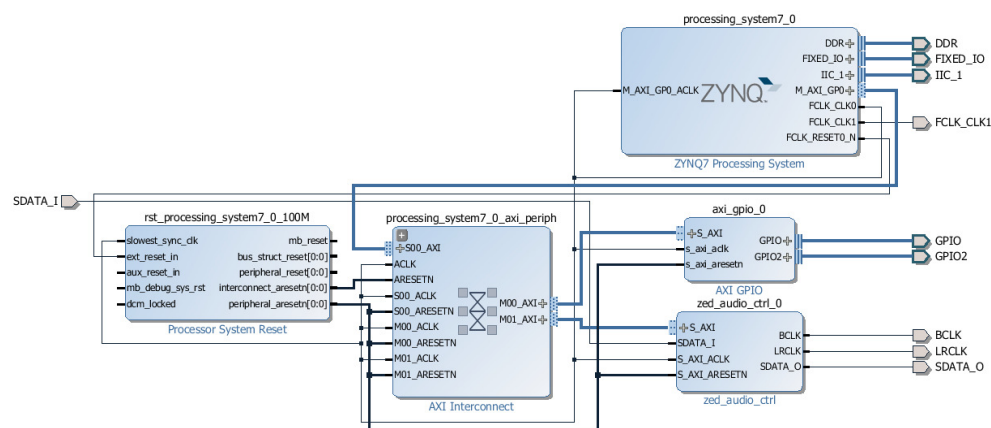 processing_system7_0
DDR
FIXED_IO
IIC_1
M_AXI_GP0
M_AXI_GP0_ACLK
ZYNQ
FCLK_CLK0
FCLK_CLK1
FCLK_RESET0_N
ZYNQ7 Processing System
DDR
FIXED_IO
IIC_1
FCLK_CLK1
SDATA_I
rst_processing_system7_0_100M
slowest_sync_clk
ext_reset_in
aux_reset_in
mb_debug_sys_rst
dcm_locked
mb_reset
bus_struct_reset[0:0]
peripheral_reset[0:0]
interconnect_aresetn[0:0]
peripheral_aresetn[0:0]
Processor System Reset
processing_system7_0_axi_periph
S00_AXI
ACLK
ARESETN
S00_ACLK
S00_ARESETN
M00_ACLK
M00_ARESETN
M01_ACLK
M01_ARESETN
M00_AXI
M01_AXI
AXI Interconnect
axi_gpio_0
S_AXI
s_axi_aclk
s_axi_aresetn
GPIO
GPIO2
AXI GPIO
GPIO
GPIO2
zed_audio_ctrl_0
S_AXI
SDATA_I
S_AXI_ACLK
S_AXI_ARESETN
BCLK
LRCLK
SDATA_O
zed_audio_ctrl
BCLK
LRCLK
SDATA_O